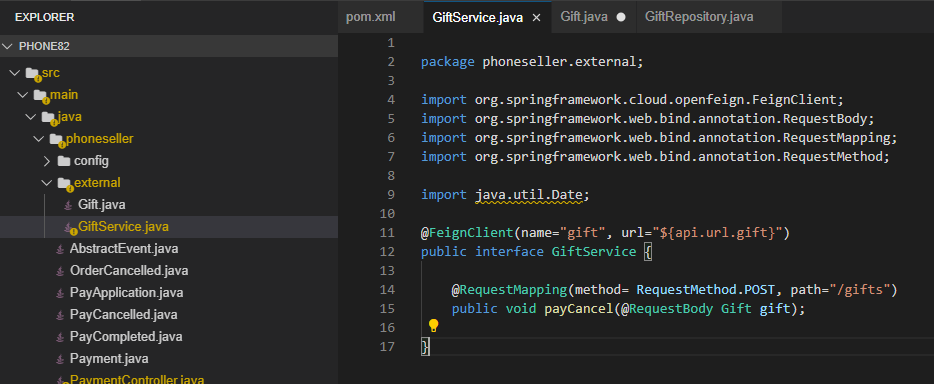 EXPLORER
PHONE82
src
main
java
phoneseller
config
external
Gift.java
GiftService.java
AbstractEvent.java
OrderCancelled.java
PayApplication.java
PayCancelled.java
PayCompleted.java
Payment.java
PaymentController.java
pom.xml GiftService.java × Gift.java GiftRepository.java
1
2 package phoneseller.external;
3
4 import org.springframework.cloud.openfeign.FeignClient;
5 import org.springframework.web.bind.annotation.RequestBody;
6 import org.springframework.web.bind.annotation.RequestMapping;
7 import org.springframework.web.bind.annotation.RequestMethod;
8
9 import java.util.Date;
10
11 @FeignClient(name="gift", url="${api.url.gift}")
12 public interface GiftService {
13
14 @RequestMapping(method= RequestMethod.POST, path="/gifts")
15 public void payCancel(@RequestBody Gift gift);
16
17 }